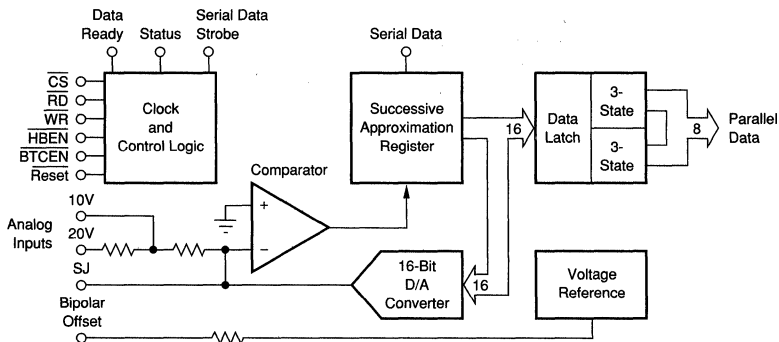 Data
Ready
Status
Serial Data
Strobe
Serial Data
CS
RD
WR
HBEN
BTCEN
Reset
Clock
and
Control Logic
Successive
Approximation
Register
16
Data
Latch
3-
State
3-
State
8
Parallel
Data
Comparator
+
−
10V
Analog
Inputs
20V
SJ
Bipolar
Offset
16-Bit
D/A
Converter
16
Voltage
Reference